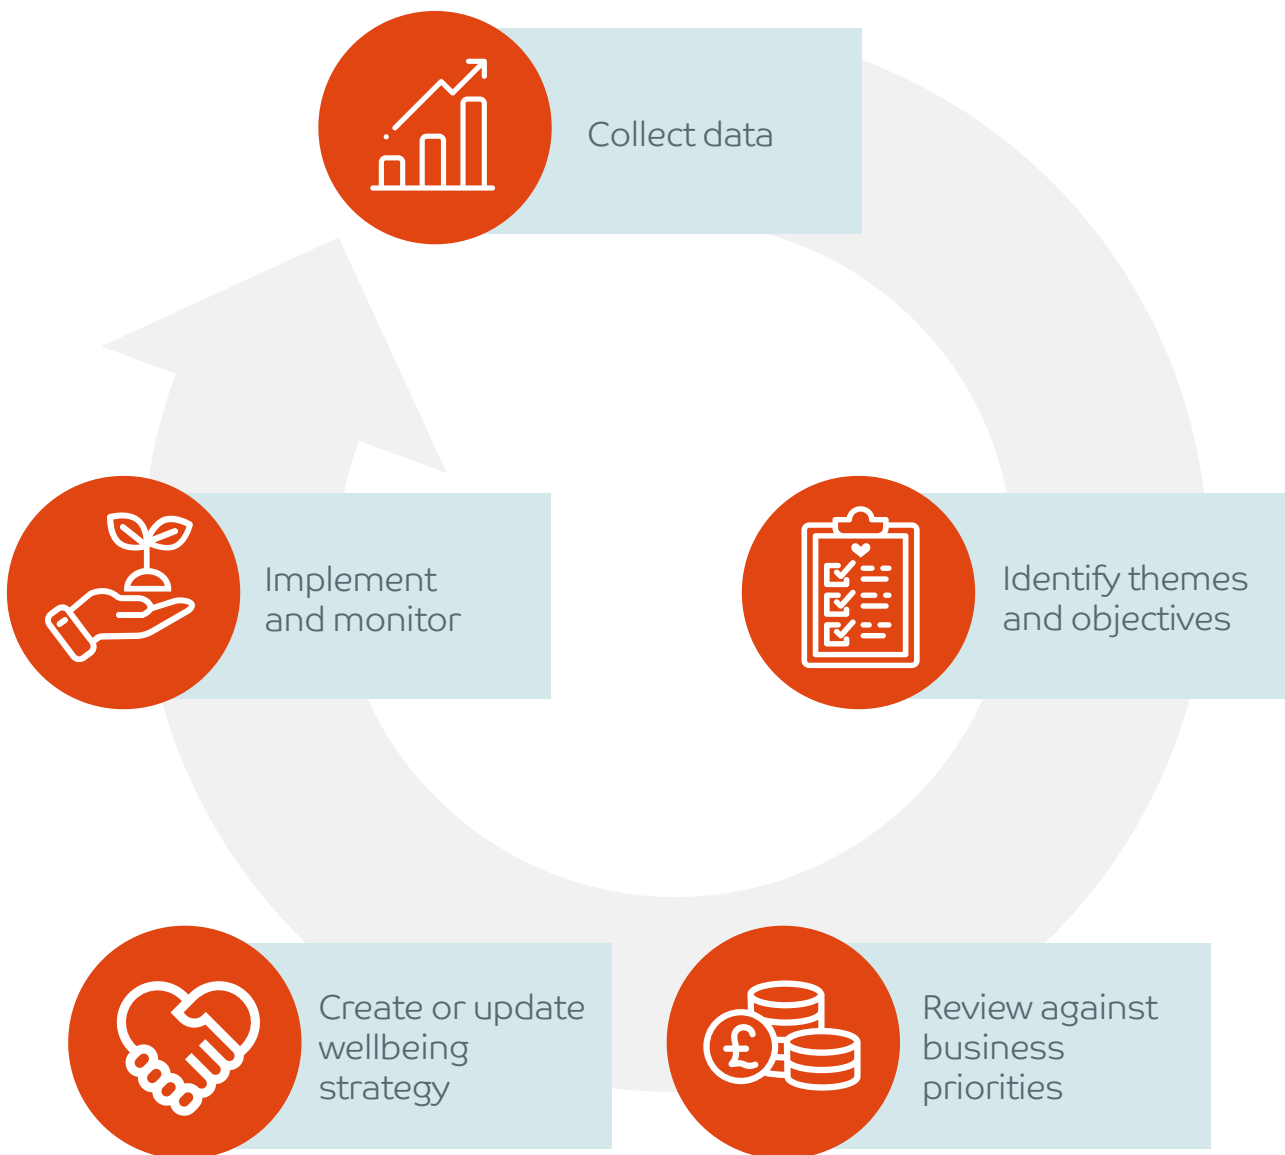 Collect data
Identify themes
and objectives
Review against
business
priorities
Create or update
wellbeing
strategy
Implement
and monitor
£